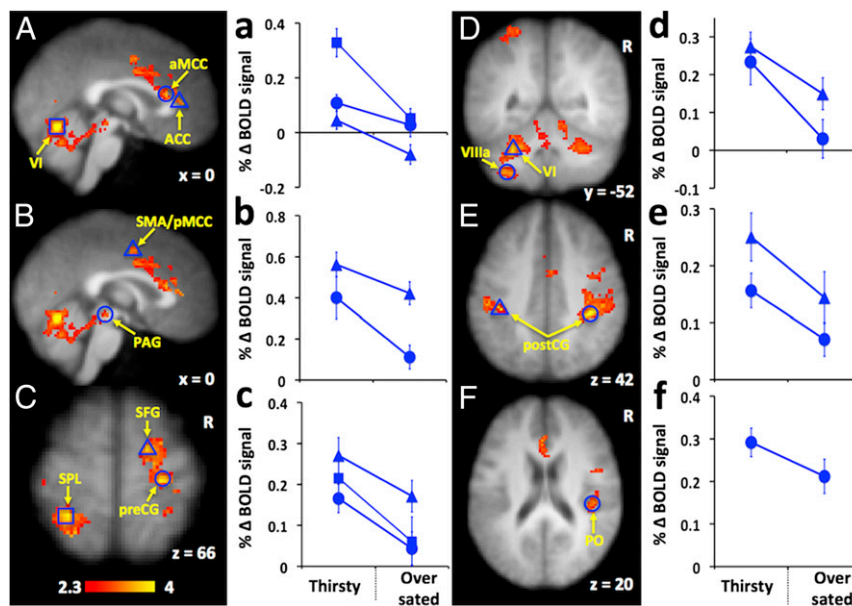 A
aMCC
ACC
VI
x = 0
a
% Δ BOLD signal
0.4
0.2
0
-0.2
B
SMA/pMCC
PAG
x = 0
b
% Δ BOLD signal
0.8
0.6
0.4
0.2
0
C
R
SFG
SPL
preCG
z = 66
2.3
4
c
% Δ BOLD signal
0.4
0.3
0.2
0.1
0
Thirsty
Over
sated
D
R
VIIIa
VI
y = -52
d
% Δ BOLD signal
0.3
0.2
0.1
0
-0.1
E
R
postCG
z = 42
e
% Δ BOLD signal
0.3
0.2
0.1
0
F
R
PO
z = 20
f
% Δ BOLD signal
0.4
0.3
0.2
0.1
0
Thirsty
Over
sated